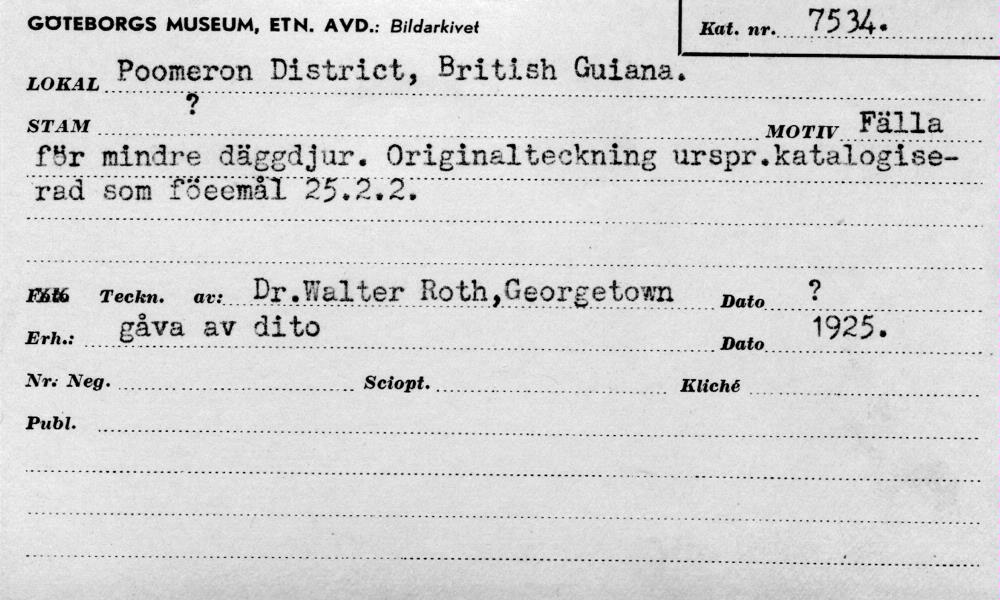 GÖTEBORGS MUSEUM, ETN. AVD.: Bildarkivet
Kat. nr. 7534.
LOKAL Poomeron District, British Guiana.
STAM ? MOTIV Fälla
för mindre däggdjur. Originalteckning urspr.katalogise-
rad som föeemål 25.2.2.
Foto Teckn. av: Dr.Walter Roth,Georgetown Dato ?
Erh.: gåva av dito Dato 1925.
Nr. Neg. Sciopt. Kliché
Publ.